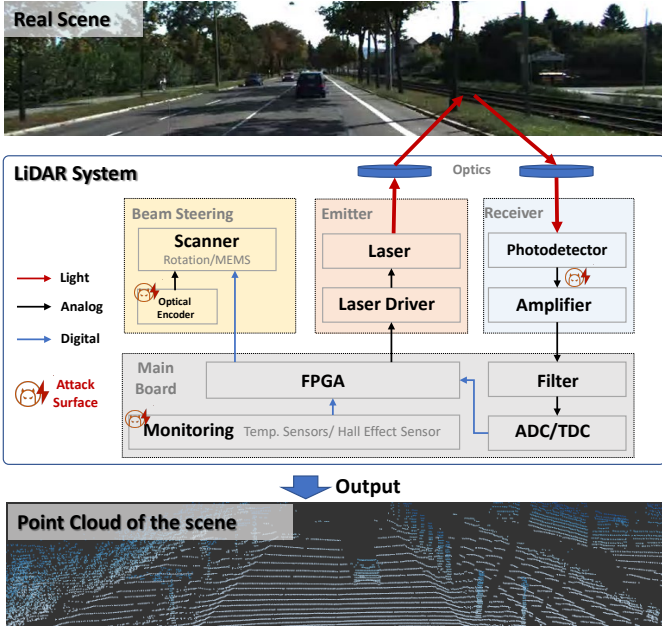 Real Scene
LiDAR System
Optics
Beam Steering
Scanner
Rotation/MEMS
Optical
Encoder
Emitter
Laser
Laser Driver
Receiver
Photodetector
Amplifier
Light
Analog
Digital
Attack
Surface
Main
Board
FPGA
Monitoring Temp. Sensors/ Hall Effect Sensor
Filter
ADC/TDC
Output
Point Cloud of the scene